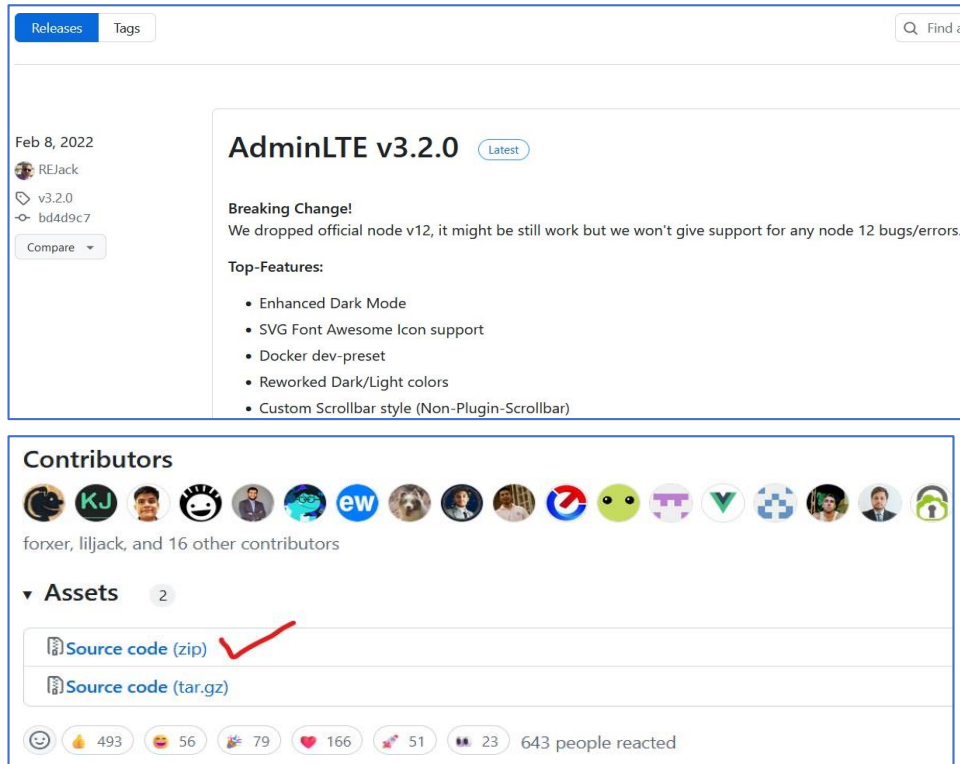 Releases Tags
Find a
Feb 8, 2022
REJack
v3.2.0
bd4d9c7
Compare
AdminLTE v3.2.0 Latest
Breaking Change!
We dropped official node v12, it might be still work but we won't give support for any node 12 bugs/errors.
Top-Features:
• Enhanced Dark Mode
• SVG Font Awesome Icon support
• Docker dev-preset
• Reworked Dark/Light colors
• Custom Scrollbar style (Non-Plugin-Scrollbar)
Contributors
KJ ew
forxer, liljack, and 16 other contributors
Assets 2
Source code (zip)
Source code (tar.gz)
493 56 79 166 51 23 643 people reacted